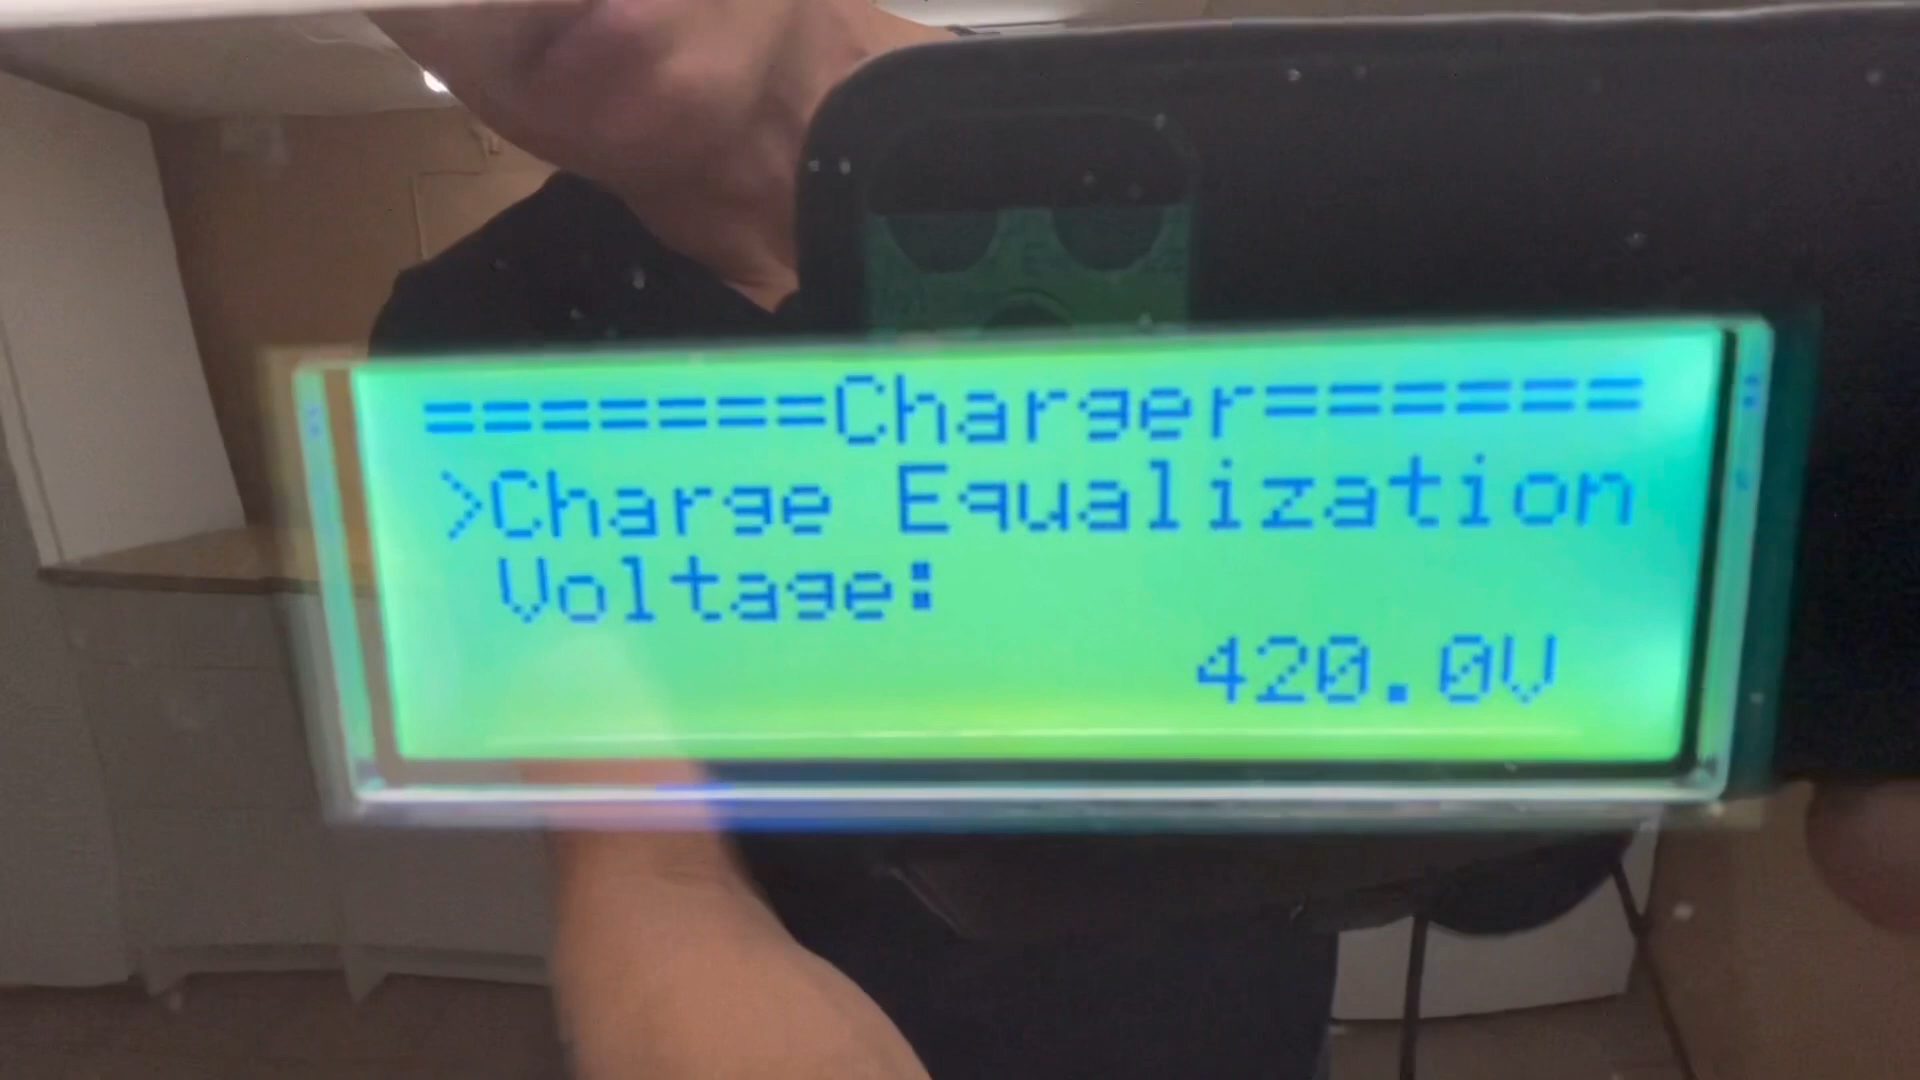 =======Charger======
>Charge Equalization
Voltage:
420.0V